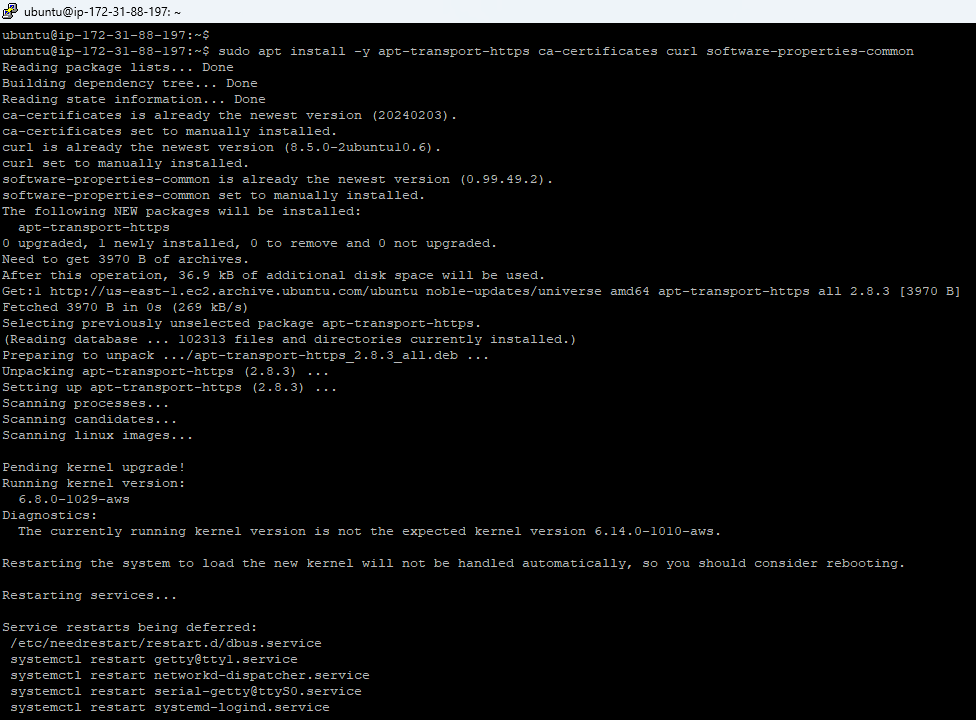 ubuntu@ip-172-31-88-197: ~
ubuntu@ip-172-31-88-197:~$
ubuntu@ip-172-31-88-197:~$ sudo apt install -y apt-transport-https ca-certificates curl software-properties-common
Reading package lists... Done
Building dependency tree... Done
Reading state information... Done
ca-certificates is already the newest version (20240203).
ca-certificates set to manually installed.
curl is already the newest version (8.5.0-2ubuntu10.6).
curl set to manually installed.
software-properties-common is already the newest version (0.99.49.2).
software-properties-common set to manually installed.
The following NEW packages will be installed:
  apt-transport-https
0 upgraded, 1 newly installed, 0 to remove and 0 not upgraded.
Need to get 3970 B of archives.
After this operation, 36.9 kB of additional disk space will be used.
Get:1 http://us-east-1.ec2.archive.ubuntu.com/ubuntu noble-updates/universe amd64 apt-transport-https all 2.8.3 [3970 B]
Fetched 3970 B in 0s (269 kB/s)
Selecting previously unselected package apt-transport-https.
(Reading database ... 102313 files and directories currently installed.)
Preparing to unpack .../apt-transport-https_2.8.3_all.deb ...
Unpacking apt-transport-https (2.8.3) ...
Setting up apt-transport-https (2.8.3) ...
Scanning processes...
Scanning candidates...
Scanning linux images...
Pending kernel upgrade!
Running kernel version:
  6.8.0-1029-aws
Diagnostics:
  The currently running kernel version is not the expected kernel version 6.14.0-1010-aws.
Restarting the system to load the new kernel will not be handled automatically, so you should consider rebooting.
Restarting services...
Service restarts being deferred:
 /etc/needrestart/restart.d/dbus.service
 systemctl restart getty@tty1.service
 systemctl restart networkd-dispatcher.service
 systemctl restart serial-getty@ttyS0.service
 systemctl restart systemd-logind.service